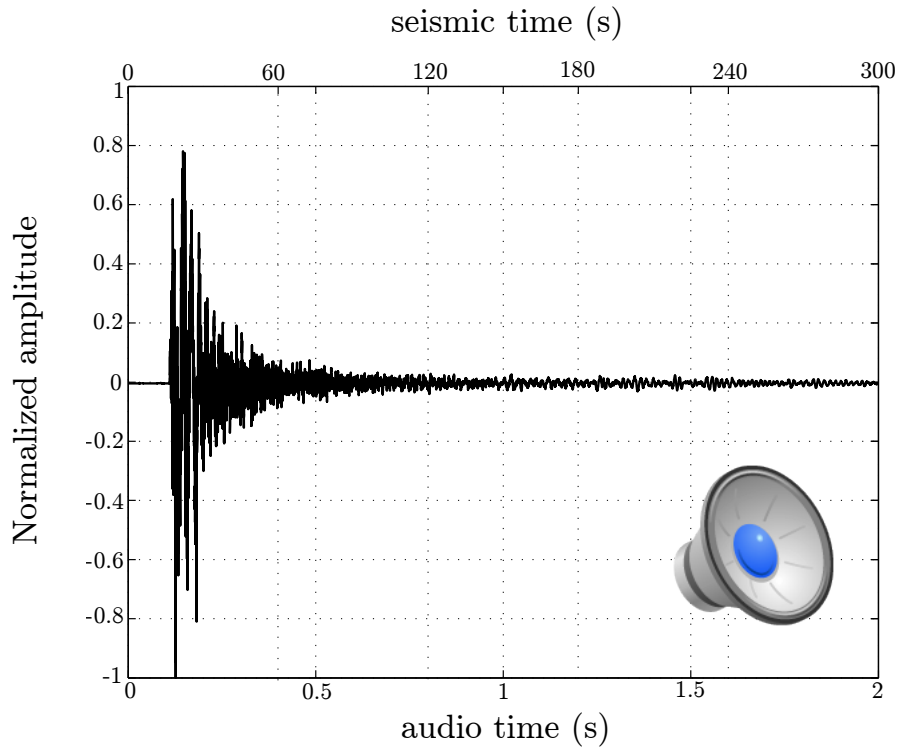 seismic time (s)
0 60 120 180 240 300
1
0.8
0.6
0.4
0.2
0
-0.2
-0.4
-0.6
-0.8
-1
Normalized amplitude
0 0.5 1 1.5 2
audio time (s)